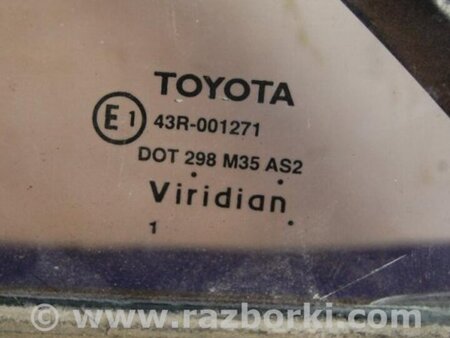 TOYOTA
E1 43R-001271
DOT 298 M35 AS2
Viridian
1
© www.razborki.com